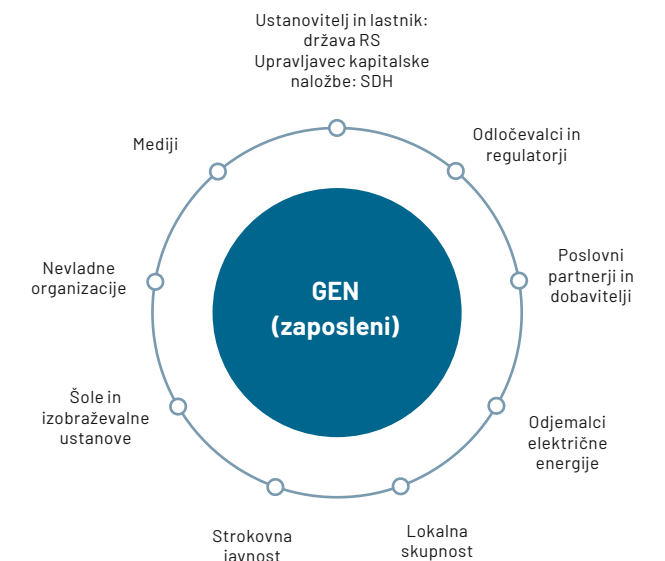 Ustanovitelj in lastnik:
država RS
Upravljavec kapitalske
naložbe: SDH
Odločevalci in
regulatorji
Poslovni
partnerji in
dobavitelji
Odjemalci
električne
energije
Lokalna
skupnost
Strokovna
javnost
Šole in
izobraževalne
ustanove
Nevladne
organizacije
Mediji
GEN
(zaposleni)